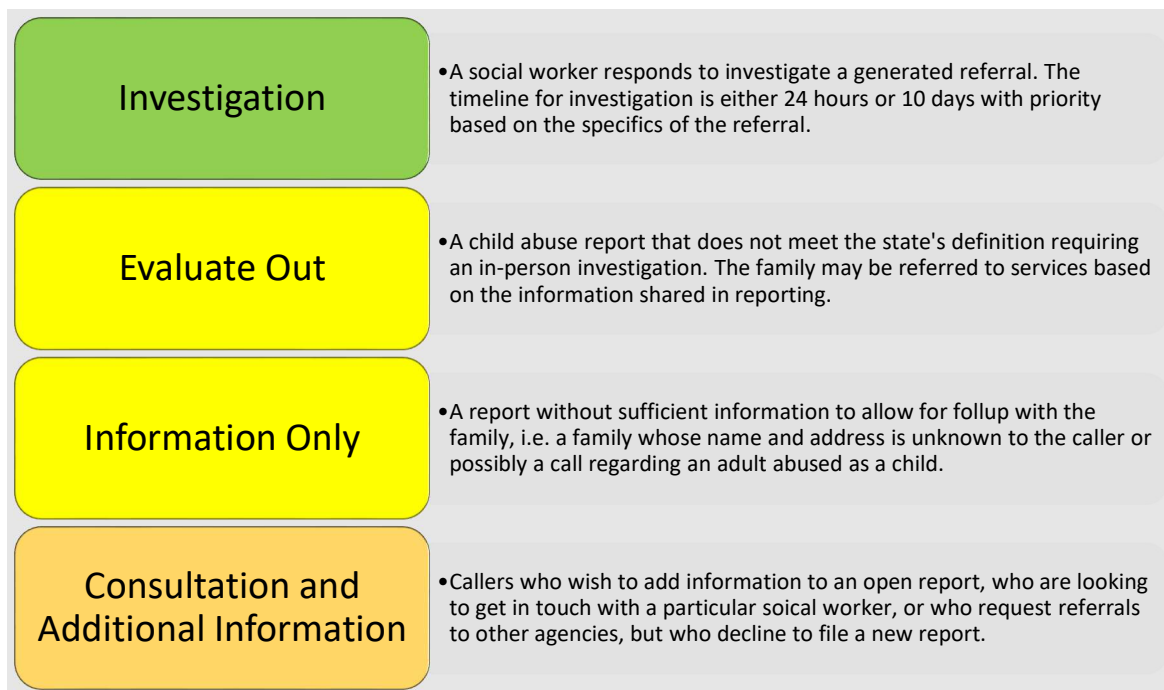 Investigation
•A social worker responds to investigate a generated referral. The
timeline for investigation is either 24 hours or 10 days with priority
based on the specifics of the referral.
Evaluate Out
•A child abuse report that does not meet the state's definition requiring
an in-person investigation. The family may be referred to services based
on the information shared in reporting.
Information Only
•A report without sufficient information to allow for follup with the
family, i.e. a family whose name and address is unknown to the caller or
possibly a call regarding an adult abused as a child.
Consultation and
Additional Information
•Callers who wish to add information to an open report, who are looking
to get in touch with a particular soical worker, or who request referrals
to other agencies, but who decline to file a new report.